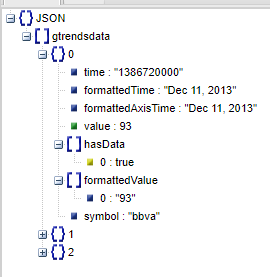 {} JSON
[] gtrendsdata
{} 0
time : "1386720000"
formattedTime : "Dec 11, 2013"
formattedAxisTime : "Dec 11, 2013"
value : 93
[] hasData
0 : true
[] formattedValue
0 : "93"
symbol : "bbva"
{} 1
{} 2